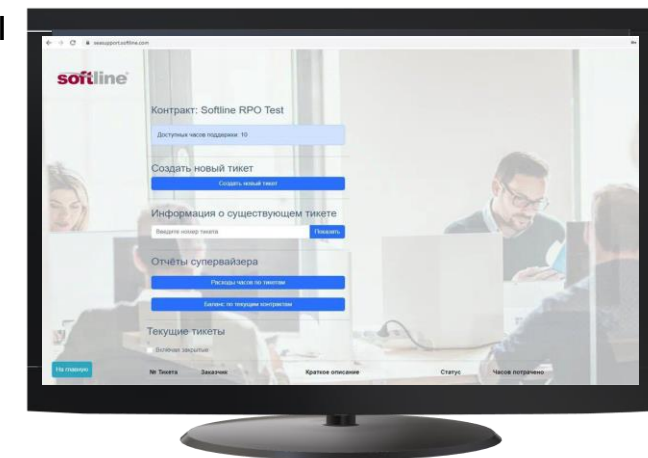 softline
Контракт: Softline RPO Test
Доступных часов поддержки: 10
Создать новый тикет
Создать новый тикет
Информация о существующем тикете
Введите номер тикета
Показать
Отчёты супервайзера
Расходы часов по тикетам
Баланс по текущим контрактам
Текущие тикеты
Включая закрытые
На главную
№ Тикета Заказчик Краткое описание Статус Часов потрачено